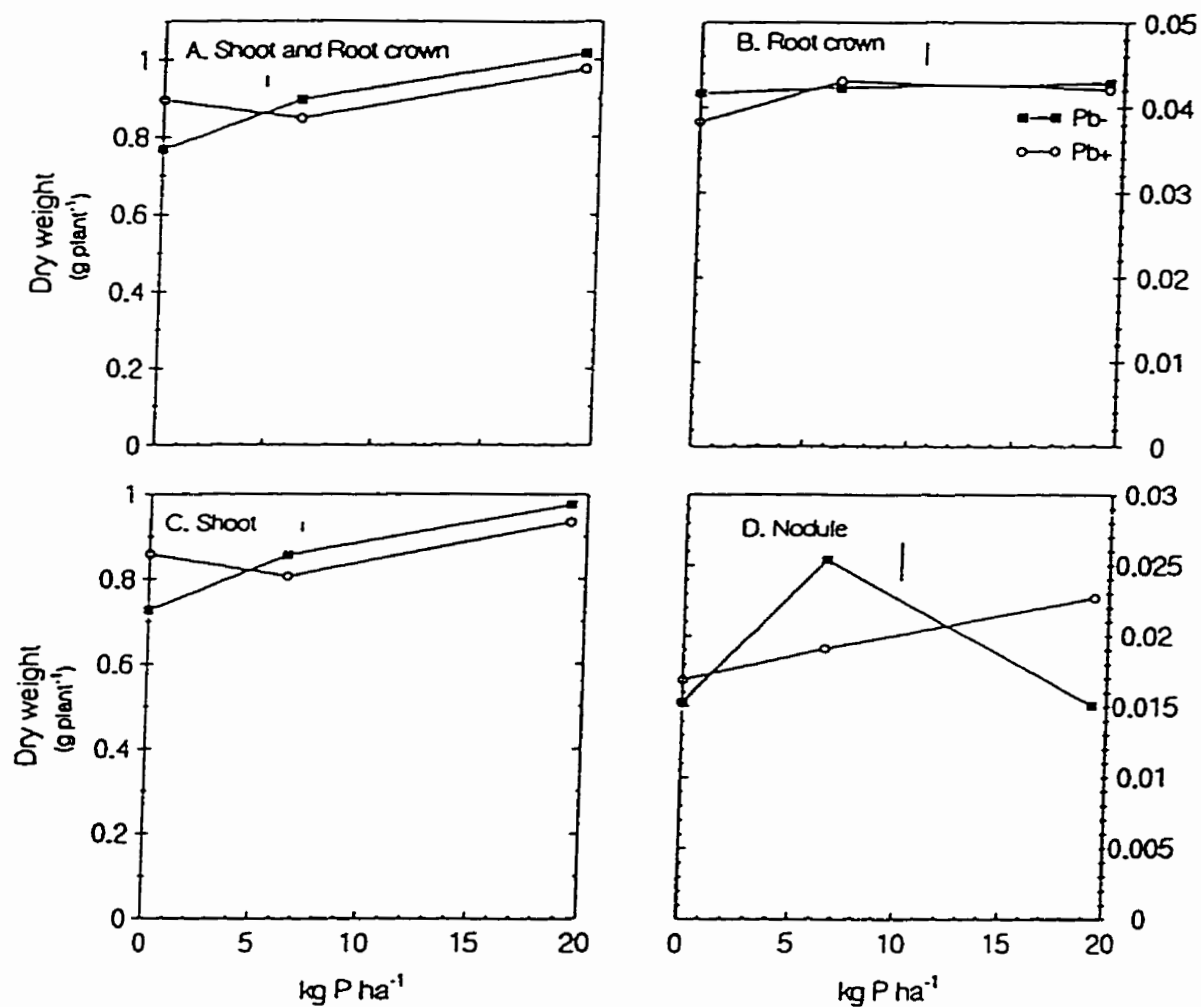 A. Shoot and Root crown
1
0.8
0.6
0.4
0.2
0
Dry weight
(g plant⁻¹)
B. Root crown
Pb-
Pb+
0.05
0.04
0.03
0.02
0.01
0
C. Shoot
1
0.8
0.6
0.4
0.2
0
Dry weight
(g plant⁻¹)
0 5 10 15 20
kg P ha⁻¹
D. Nodule
0.03
0.025
0.02
0.015
0.01
0.005
0
0 5 10 15 20
kg P ha⁻¹